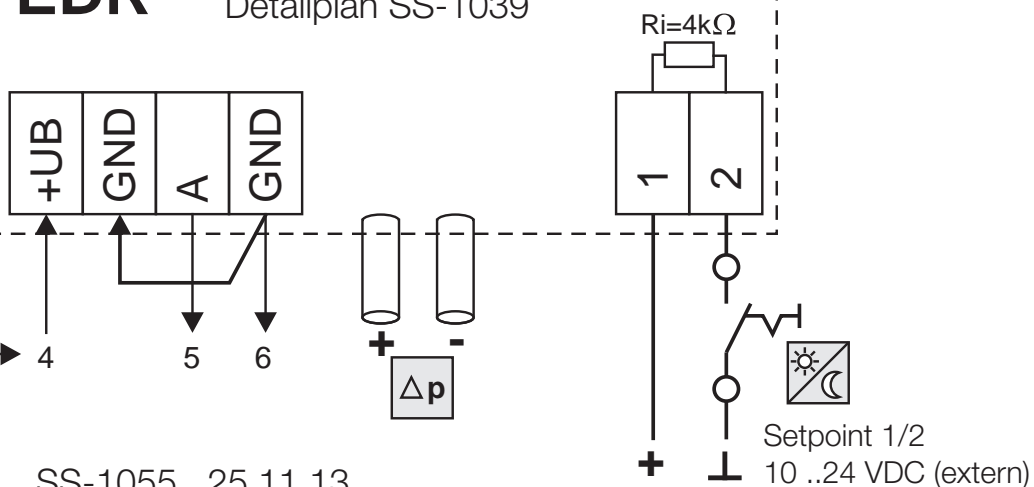 EDR Detailplan SS-1039
Ri=4kΩ
+UB GND A GND 1 2
4 5 6
+ -
Δp
Setpoint 1/2
+ ⊥ 10 ..24 VDC (extern)
SS-1055 25.11.13